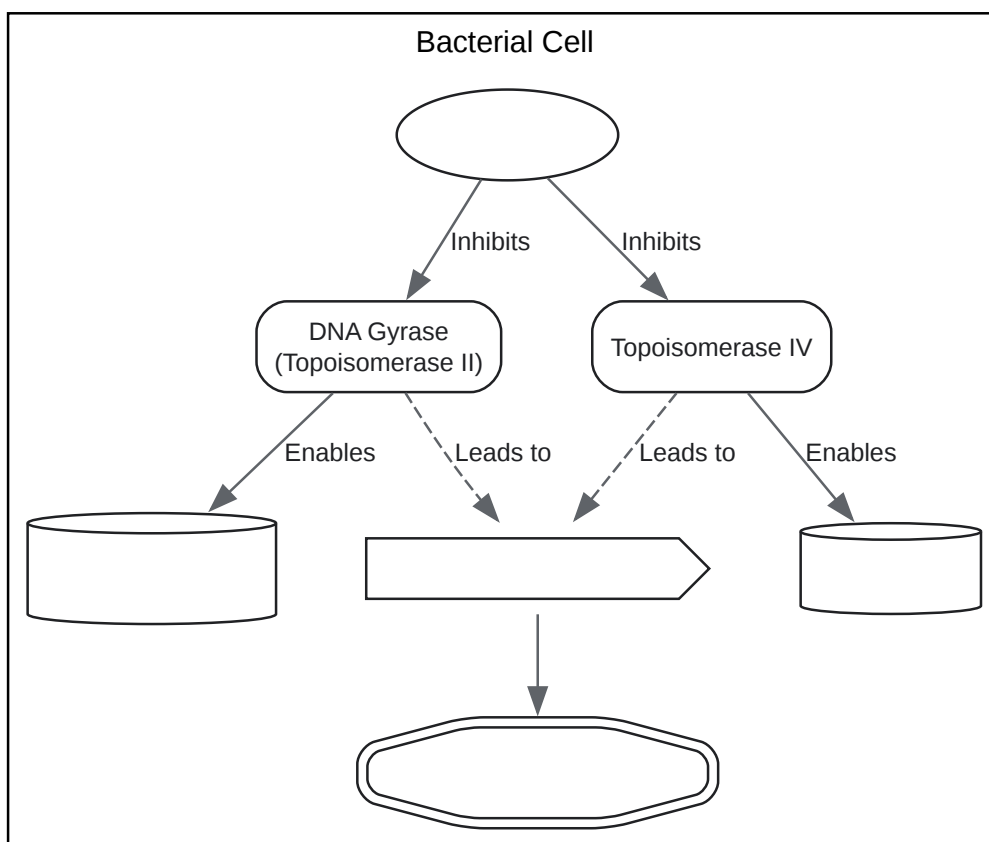 Bacterial Cell
Inhibits
Inhibits
DNA Gyrase
(Topoisomerase II)
Topoisomerase IV
Enables
Leads to
Leads to
Enables